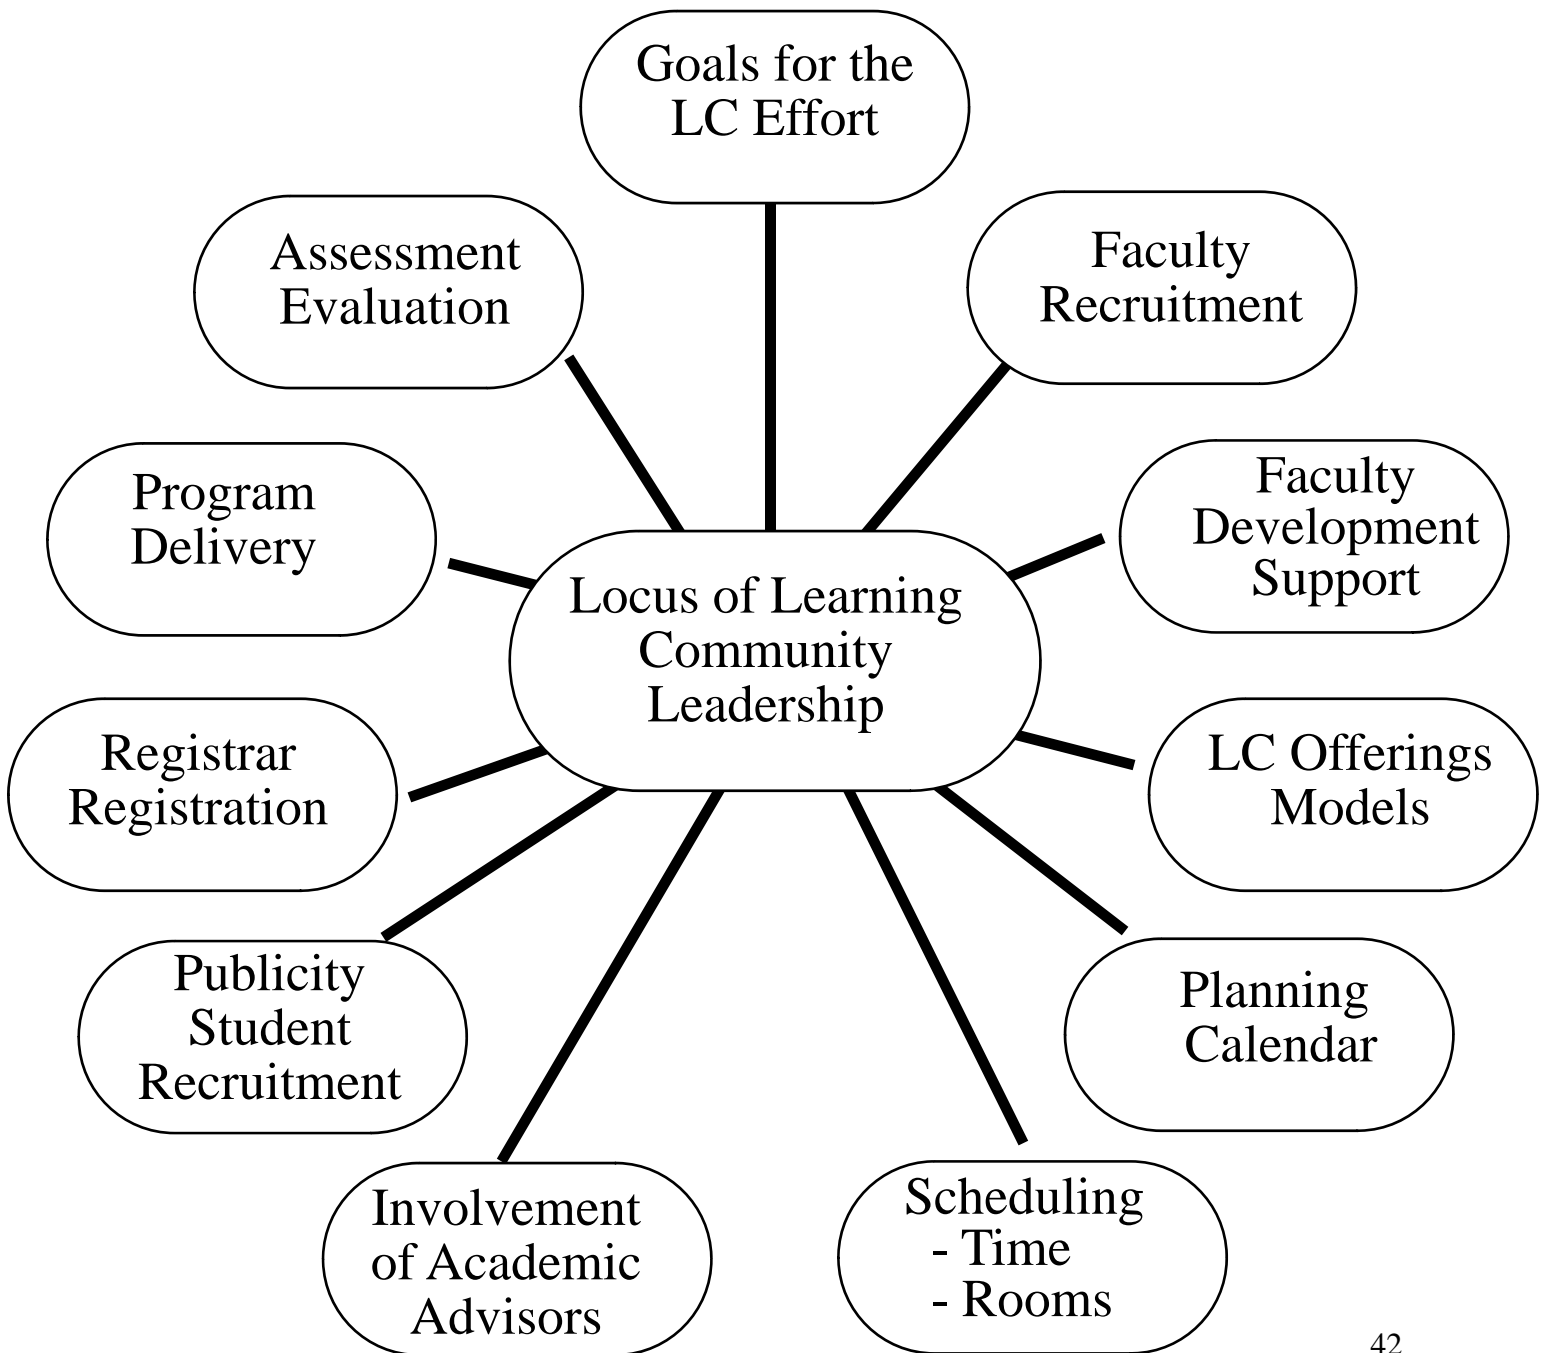 Goals for the
LC Effort
Assessment
Evaluation
Faculty
Recruitment
Program
Delivery
Faculty
Development
Support
Locus of Learning
Community
Leadership
Registrar
Registration
LC Offerings
Models
Publicity
Student
Recruitment
Planning
Calendar
Involvement
of Academic
Advisors
Scheduling
- Time
- Rooms
42